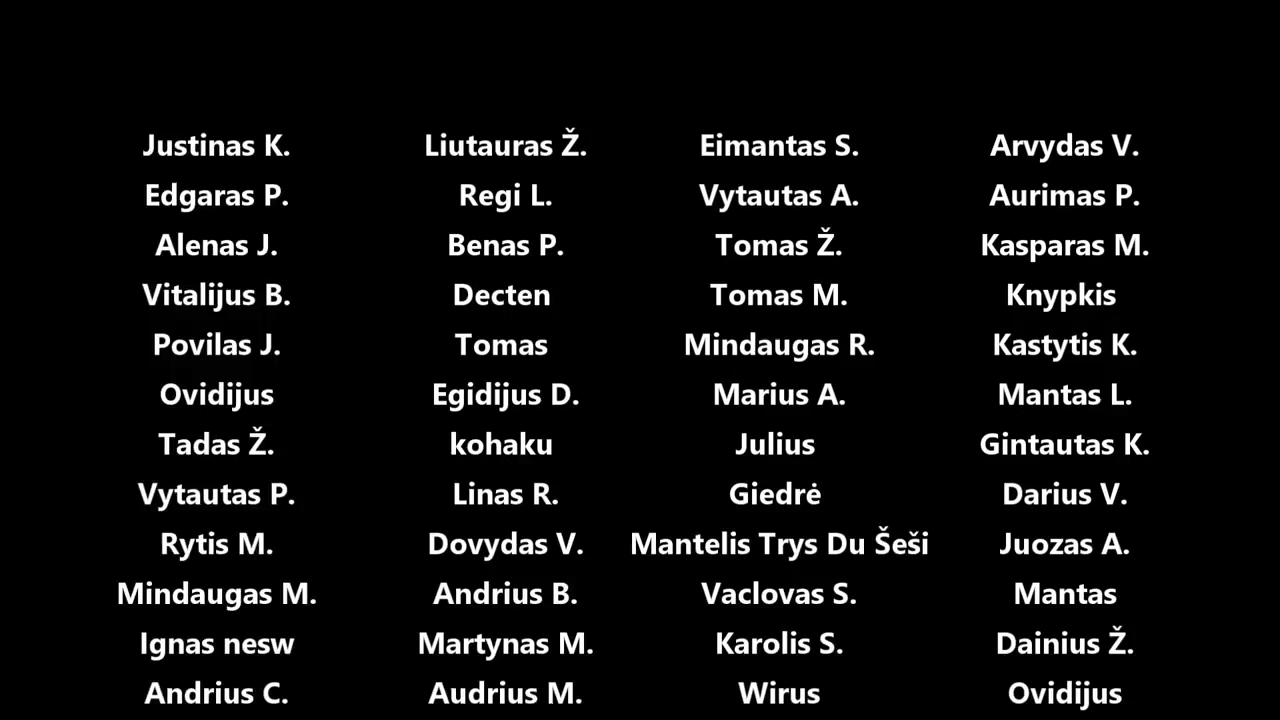 Justinas K. Liutauras Ž. Eimantas S. Arvydas V.
Edgaras P. Regi L. Vytautas A. Aurimas P.
Alenas J. Benas P. Tomas Ž. Kasparas M.
Vitalijus B. Decten Tomas M. Knypkis
Povilas J. Tomas Mindaugas R. Kastytis K.
Ovidijus Egidijus D. Marius A. Mantas L.
Tadas Ž. kohaku Julius Gintautas K.
Vytautas P. Linas R. Giedrė Darius V.
Rytis M. Dovydas V. Mantelis Trys Du Šeši Juozas A.
Mindaugas M. Andrius B. Vaclovas S. Mantas
Ignas nesw Martynas M. Karolis S. Dainius Ž.
Andrius C. Audrius M. Wirus Ovidijus